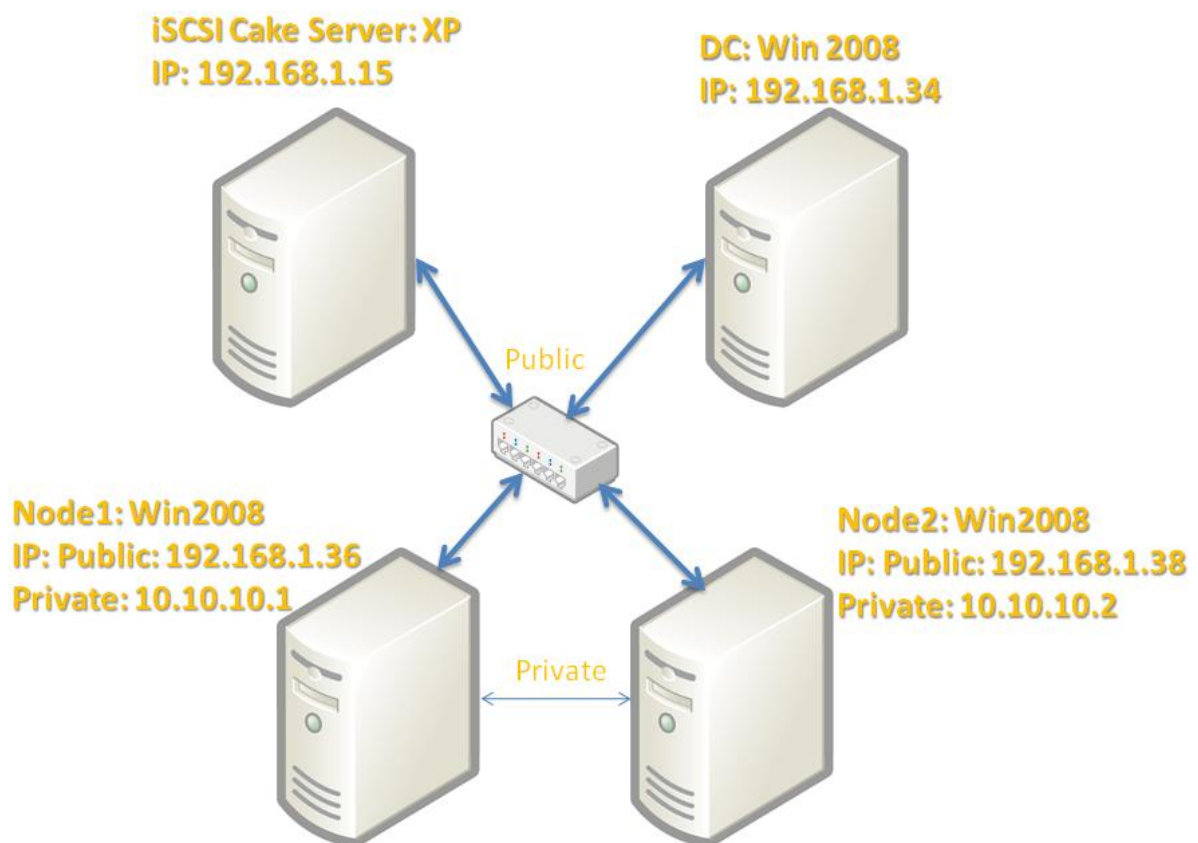 iSCSI Cake Server: XP
IP: 192.168.1.15
DC: Win 2008
IP: 192.168.1.34
Public
Node1: Win2008
IP: Public: 192.168.1.36
Private: 10.10.10.1
Node2: Win2008
IP: Public: 192.168.1.38
Private: 10.10.10.2
Private